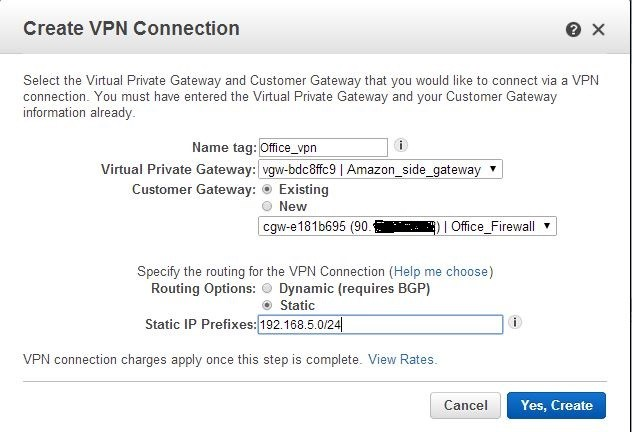 Create VPN Connection
Select the Virtual Private Gateway and Customer Gateway that you would like to connect via a VPN
connection. You must have entered the Virtual Private Gateway and your Customer Gateway
information already.
Name tag: Office_vpn
Virtual Private Gateway: vgw-bdc8ffc9 | Amazon_side_gateway
Customer Gateway: Existing
New
cgw-e181b695 (90. ) | Office_Firewall
Specify the routing for the VPN Connection (Help me choose)
Routing Options: Dynamic (requires BGP)
Static
Static IP Prefixes: 192.168.5.0/24
VPN connection charges apply once this step is complete. View Rates.
Cancel Yes, Create